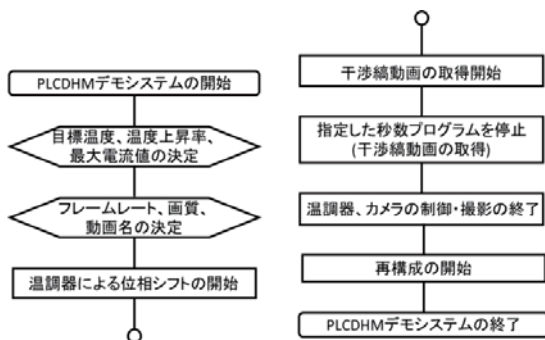 PLCDHMデモシステムの開始
目標温度、温度上昇率、
最大電流値の決定
フレームレート、画質、
動画名の決定
温調器による位相シフトの開始
干渉縞動画の取得開始
指定した秒数プログラムを停止
(干渉縞動画の取得)
温調器、カメラの制御・撮影の終了
再構成の開始
PLCDHMデモシステムの終了